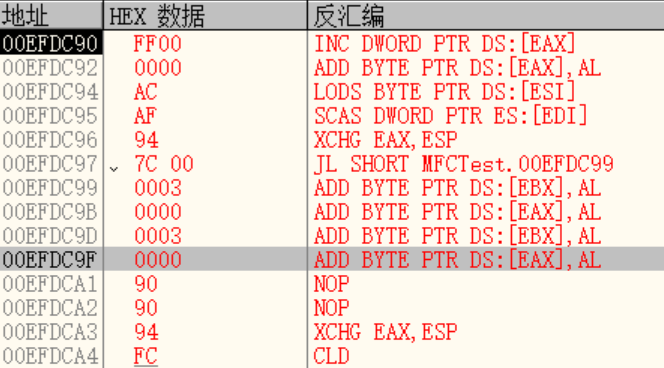 地址 HEX 数据 反汇编
00EFDC90 FF00 INC DWORD PTR DS:[EAX]
00EFDC92 0000 ADD BYTE PTR DS:[EAX],AL
00EFDC94 AC LODS BYTE PTR DS:[ESI]
00EFDC95 AF SCAS DWORD PTR ES:[EDI]
00EFDC96 94 XCHG EAX,ESP
00EFDC97 7C 00 JL SHORT MFCTest.00EFDC99
00EFDC99 0003 ADD BYTE PTR DS:[EBX],AL
00EFDC9B 0000 ADD BYTE PTR DS:[EAX],AL
00EFDC9D 0003 ADD BYTE PTR DS:[EBX],AL
00EFDC9F 0000 ADD BYTE PTR DS:[EAX],AL
00EFDCA1 90 NOP
00EFDCA2 90 NOP
00EFDCA3 94 XCHG EAX,ESP
00EFDCA4 FC CLD